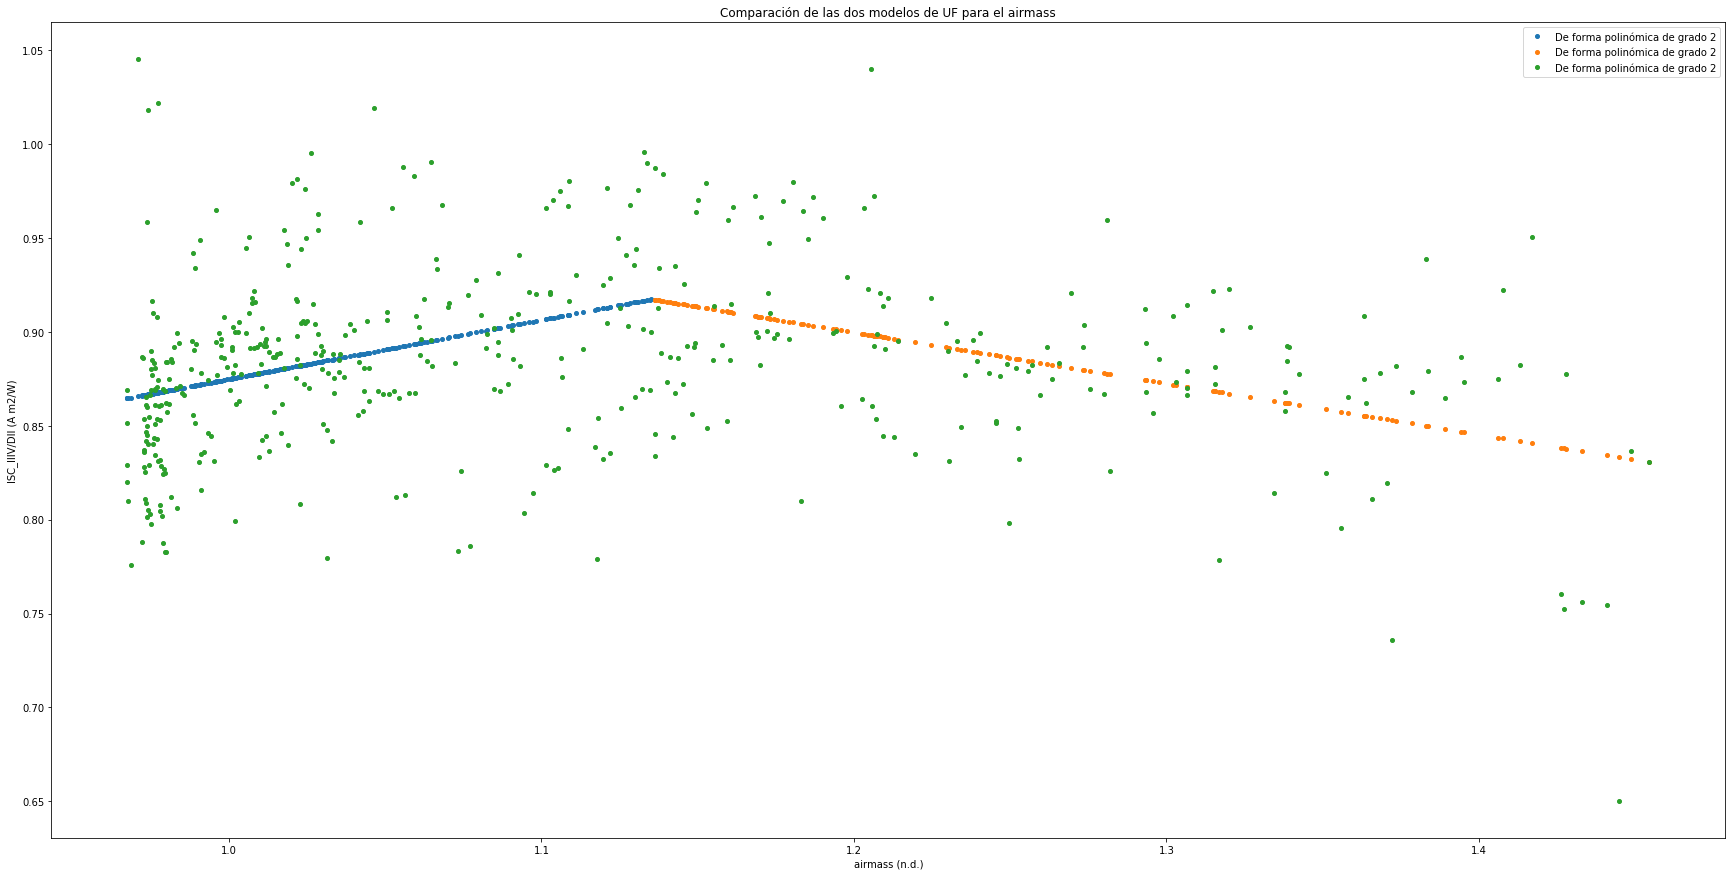 Comparación de las dos modelos de UF para el airmass
De forma polinómica de grado 2
De forma polinómica de grado 2
De forma polinómica de grado 2
1.05
1.00
0.95
0.90
0.85
0.80
0.75
0.70
0.65
ISC_IIIV/DII (A m2/W)
1.0
1.1
1.2
1.3
1.4
airmass (n.d.)